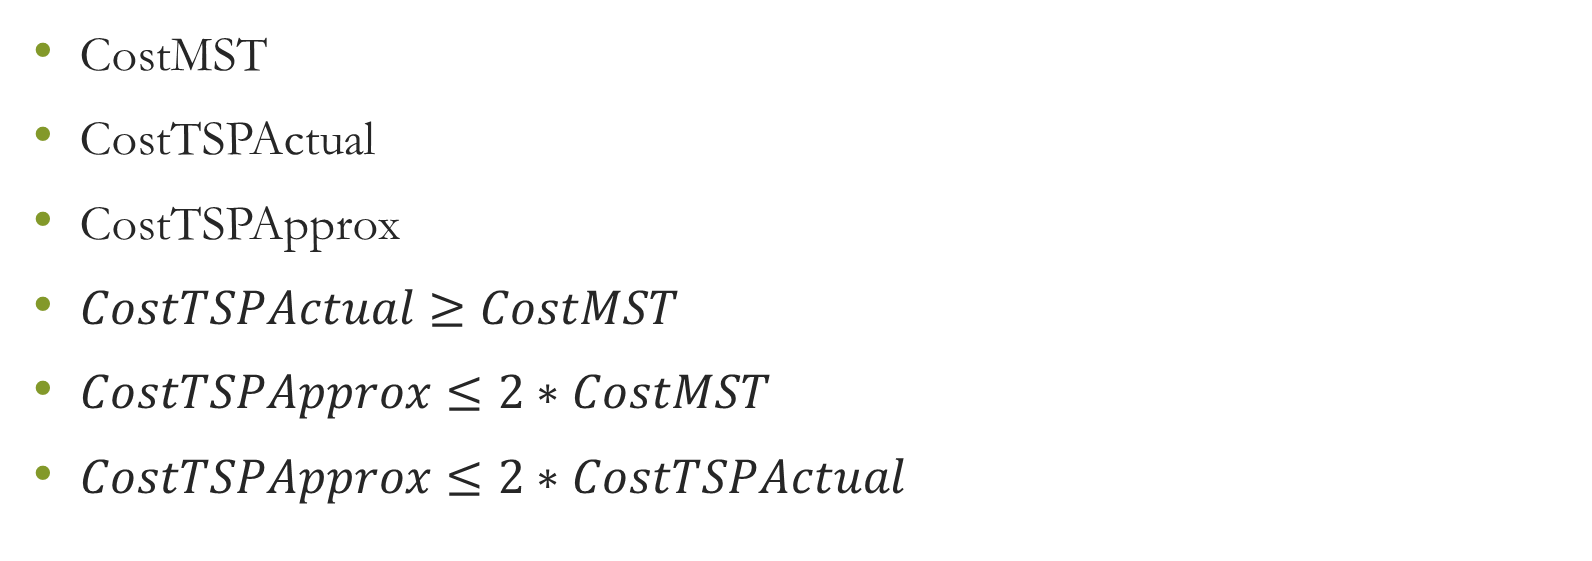 • CostMST
• CostTSPActual
• CostTSPApprox
• CostTSPActual ≥ CostMST
• CostTSPApprox ≤ 2 ∗ CostMST
• CostTSPApprox ≤ 2 ∗ CostTSPActual